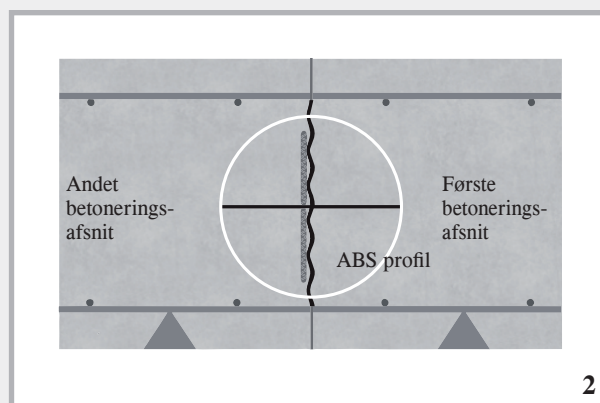 Andet
betonerings-
afsnit
Første
betonerings-
afsnit
ABS profil
2